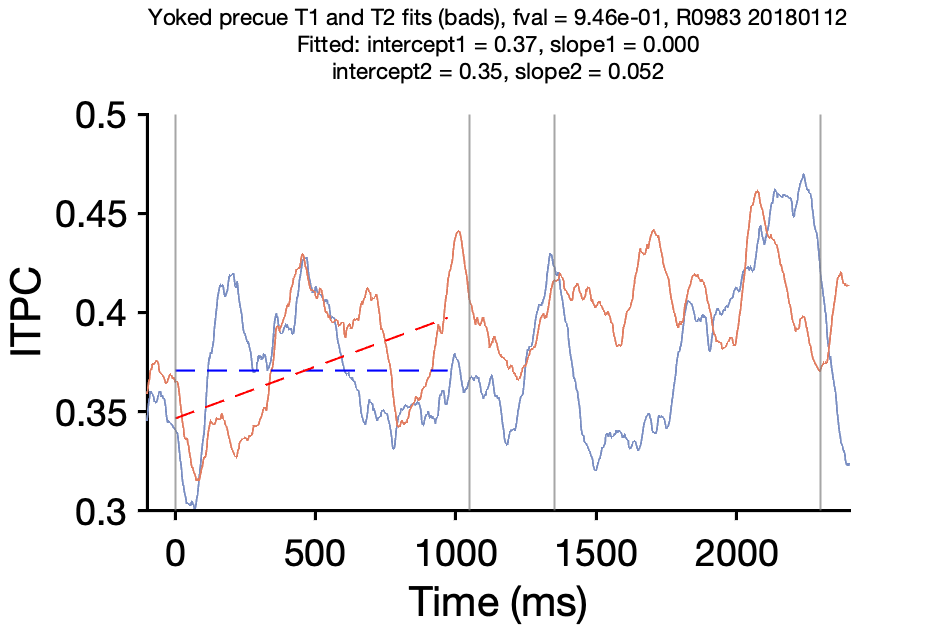 Yoked precue T1 and T2 fits (bads), fval = 9.46e-01, R0983 20180112
Fitted: intercept1 = 0.37, slope1 = 0.000
intercept2 = 0.35, slope2 = 0.052
0.5
0.45
0.4
0.35
0.3
ITPC
0
500
1000
1500
2000
Time (ms)